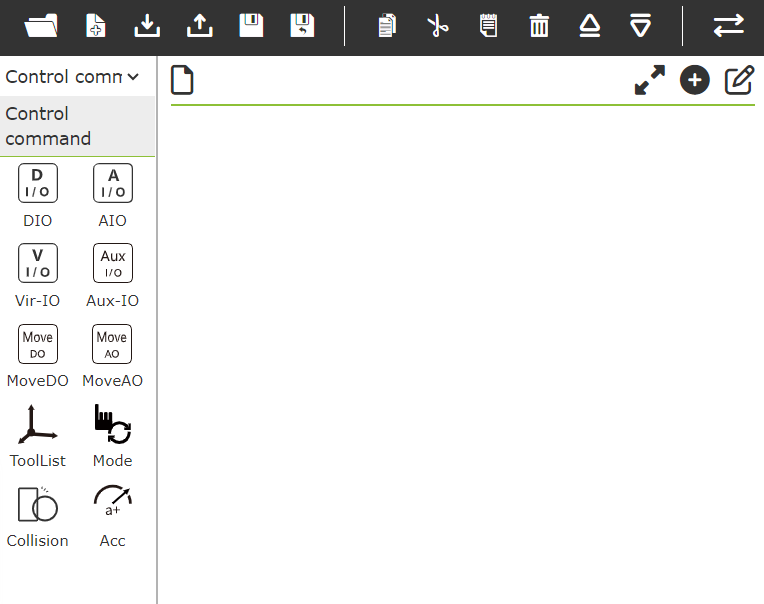 Control comm
Control
command
D
I/O
A
I/O
DIO
AIO
V
I/O
Aux
I/O
Vir-IO
Aux-IO
Move
DO
Move
AO
MoveDO
MoveAO
ToolList
Mode
a+
Collision
Acc